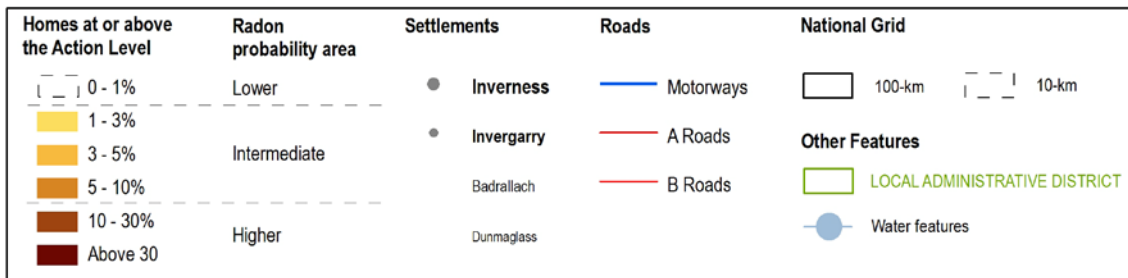 Homes at or above
the Action Level
Radon
probability area
Settlements
Roads
National Grid
0 - 1%
Lower
Inverness
Motorways
100-km
10-km
1 - 3%
Invergarry
A Roads
Other Features
3 - 5%
Intermediate
5 - 10%
Badrallach
B Roads
LOCAL ADMINISTRATIVE DISTRICT
10 - 30%
Higher
Dunmaglass
Water features
Above 30